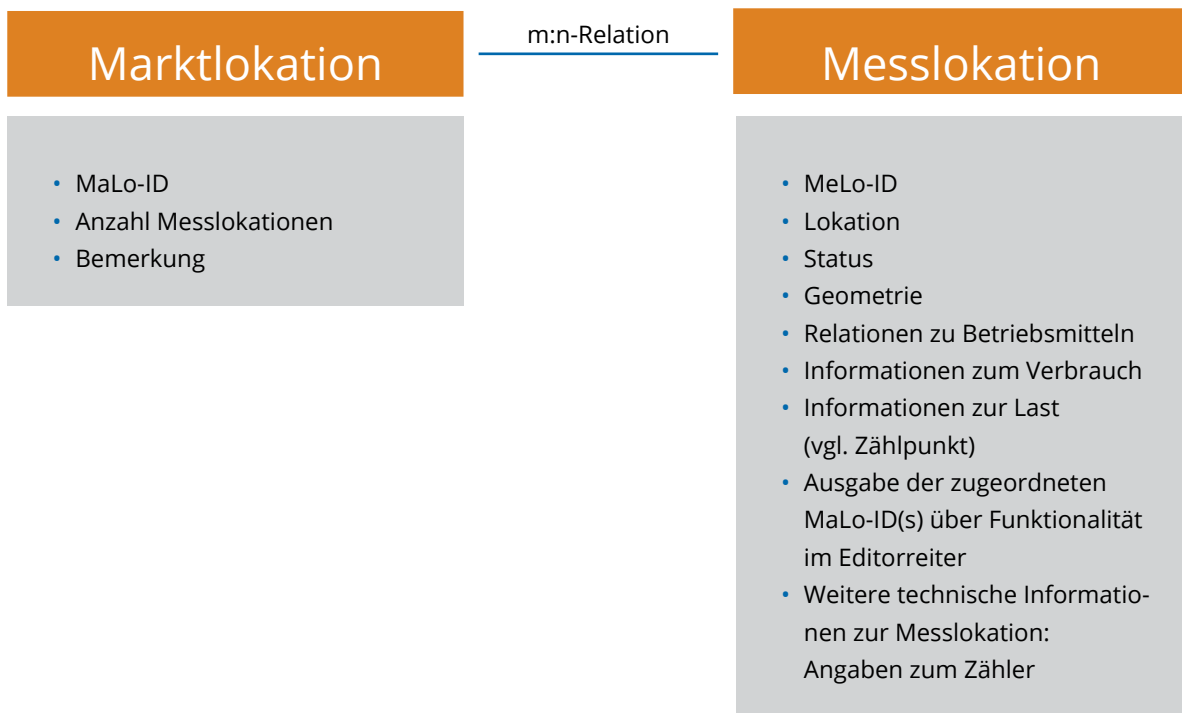 Marktlokation
m:n-Relation
Messlokation
• MaLo-ID
• Anzahl Messlokationen
• Bemerkung
• MeLo-ID
• Lokation
• Status
• Geometrie
• Relationen zu Betriebsmitteln
• Informationen zum Verbrauch
• Informationen zur Last
(vgl. Zählpunkt)
• Ausgabe der zugeordneten
MaLo-ID(s) über Funktionalität
im Editorreiter
• Weitere technische Informatio-
nen zur Messlokation:
Angaben zum Zähler